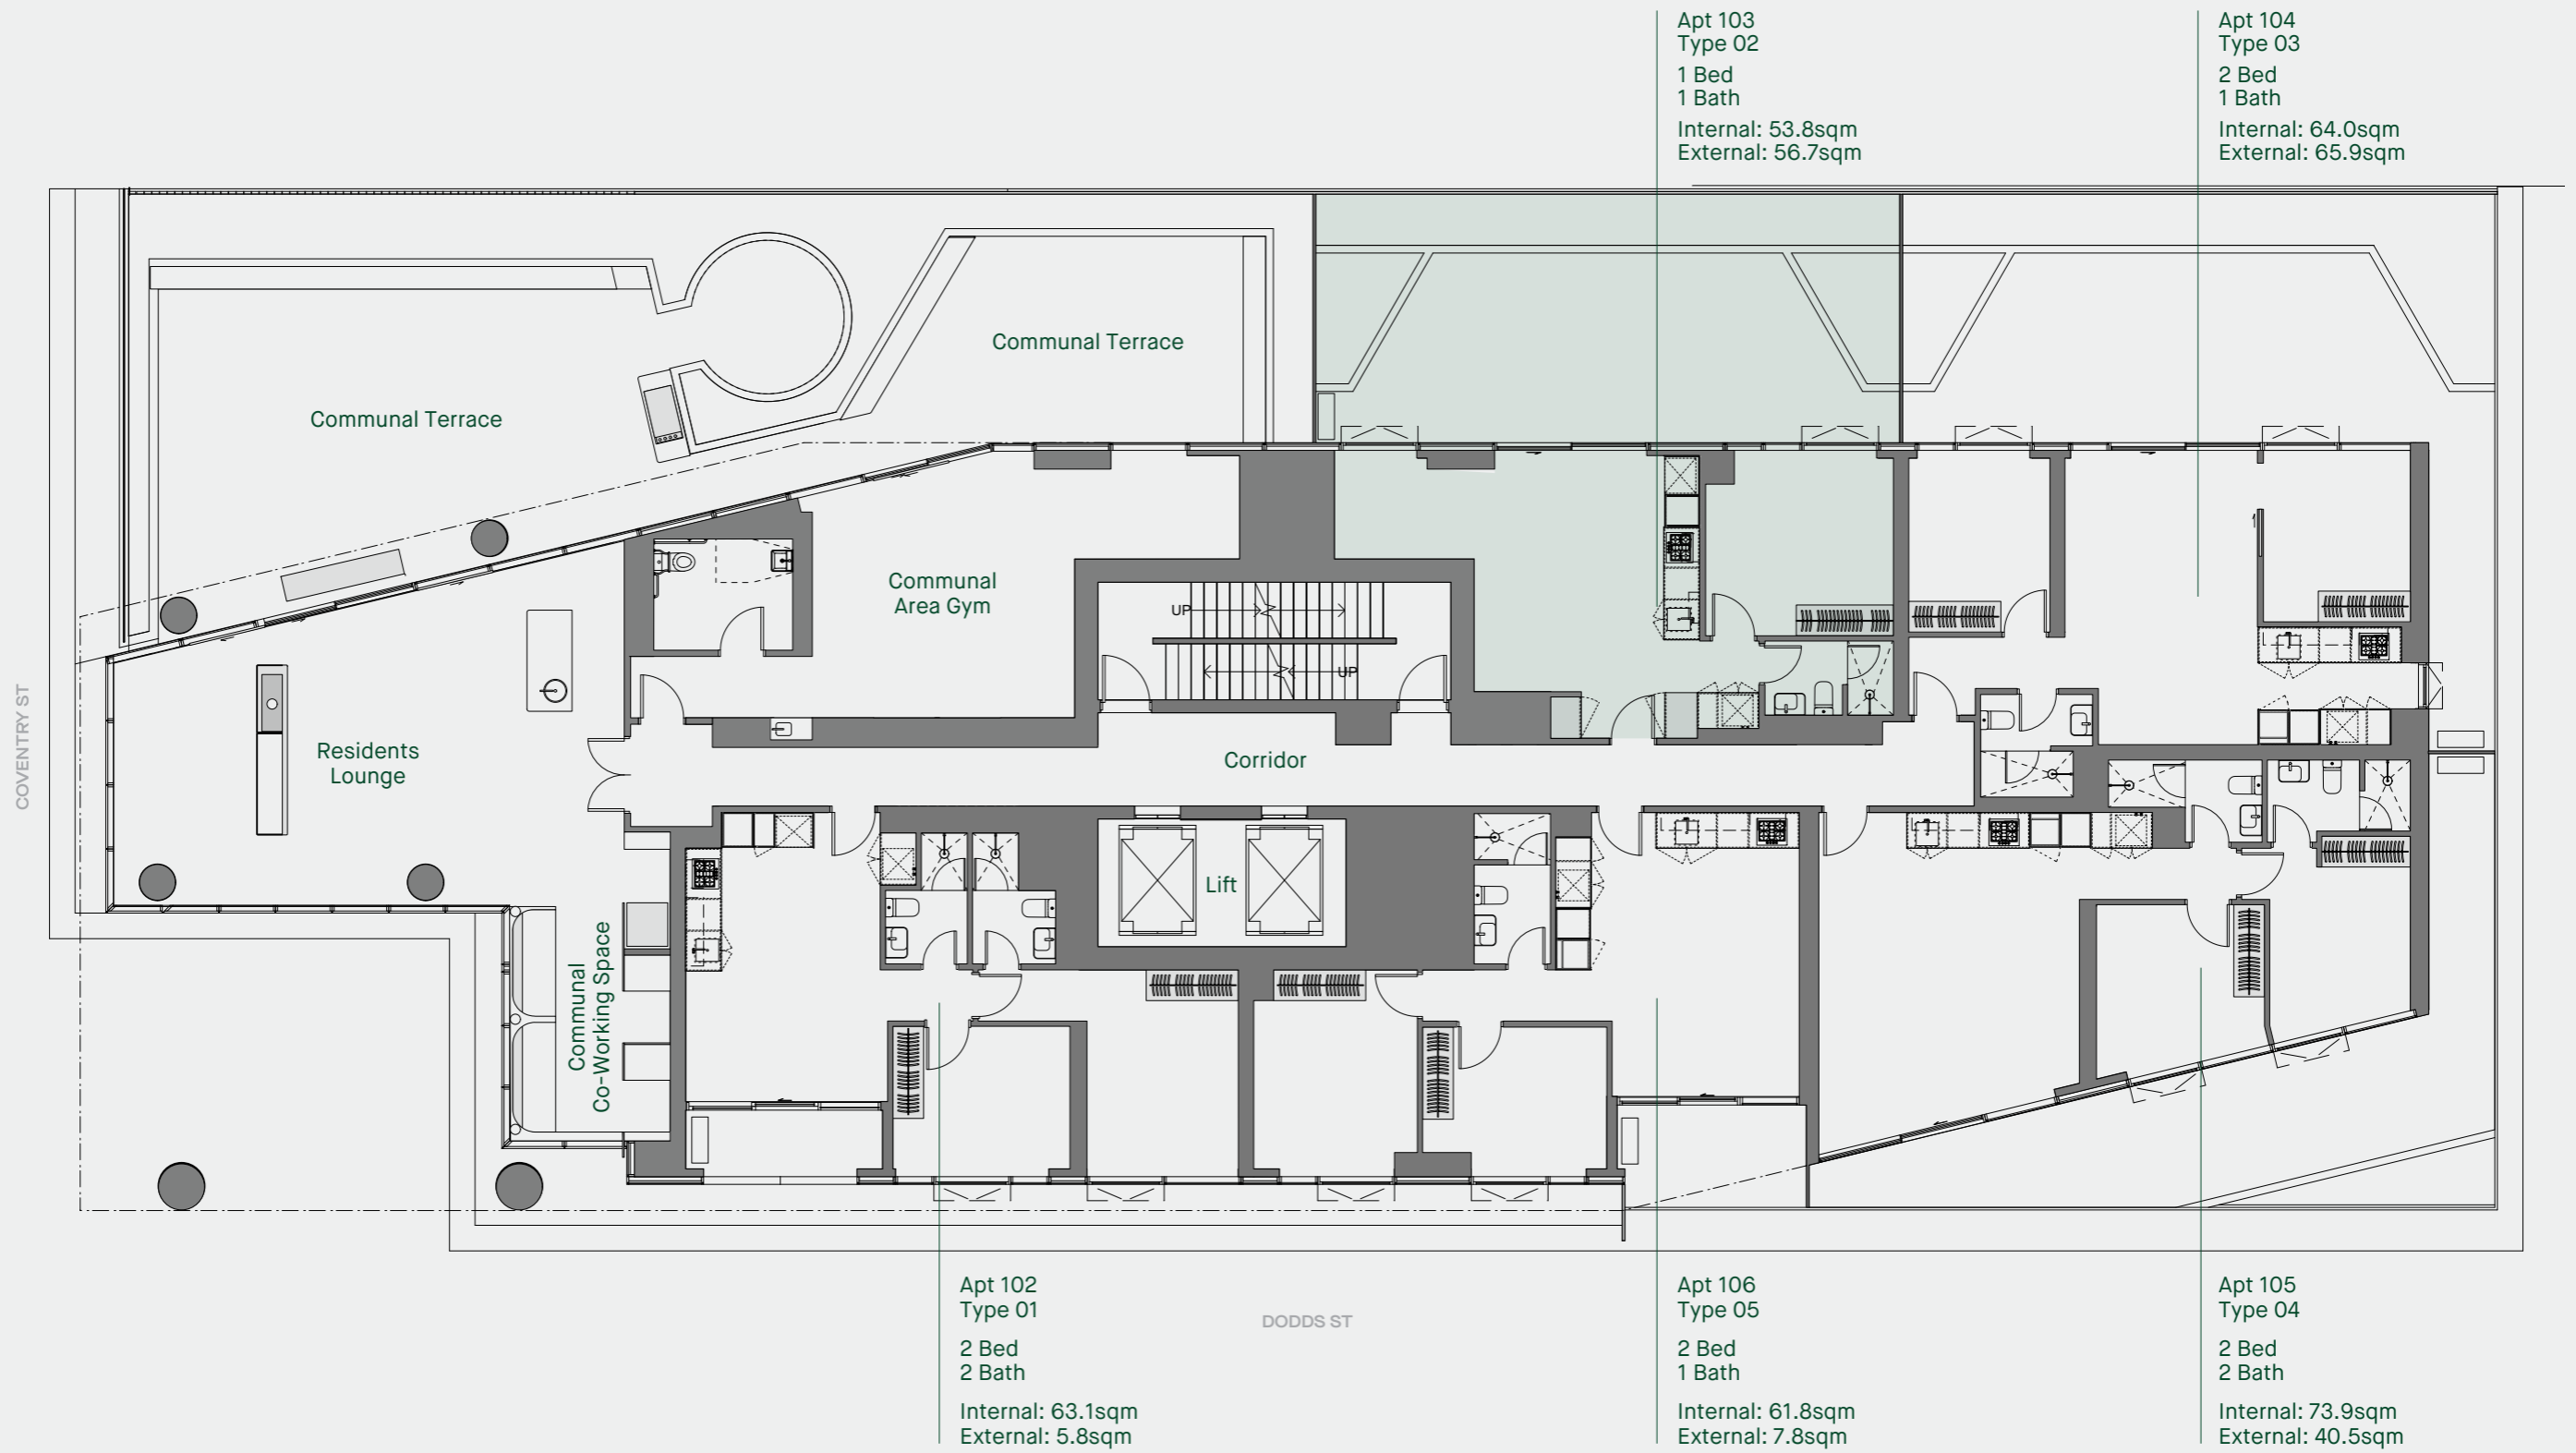 Apt 103
Type 02
1 Bed
1 Bath
Internal: 53.8sqm
External: 56.7sqm
Apt 104
Type 03
2 Bed
1 Bath
Internal: 64.0sqm
External: 65.9sqm
Communal Terrace
Communal Terrace
Communal
Area Gym
UP
UP
COVENTRY ST
Residents
Lounge
Corridor
Lift
Communal
Co-Working Space
Apt 102
Type 01
2 Bed
2 Bath
Internal: 63.1sqm
External: 5.8sqm
DODDS ST
Apt 106
Type 05
2 Bed
1 Bath
Internal: 61.8sqm
External: 7.8sqm
Apt 105
Type 04
2 Bed
2 Bath
Internal: 73.9sqm
External: 40.5sqm